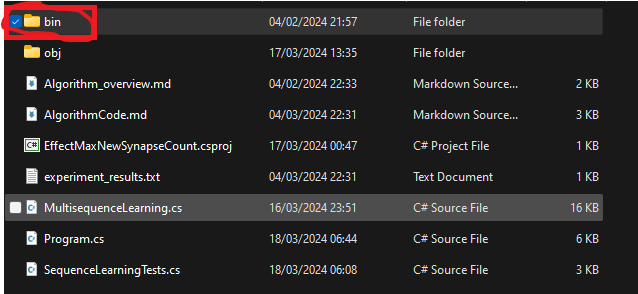 bin 04/02/2024 21:57 File folder
obj 17/03/2024 13:35 File folder
Algorithm_overview.md 04/02/2024 22:33 Markdown Source... 2 KB
AlgorithmCode.md 04/03/2024 22:31 Markdown Source... 3 KB
C# EffectMaxNewSynapseCount.csproj 17/03/2024 00:47 C# Project File 1 KB
experiment_results.txt 04/03/2024 22:31 Text Document 1 KB
MultisequenceLearning.cs 16/03/2024 23:51 C# Source File 16 KB
Program.cs 18/03/2024 06:44 C# Source File 6 KB
SequenceLearningTests.cs 18/03/2024 06:08 C# Source File 3 KB